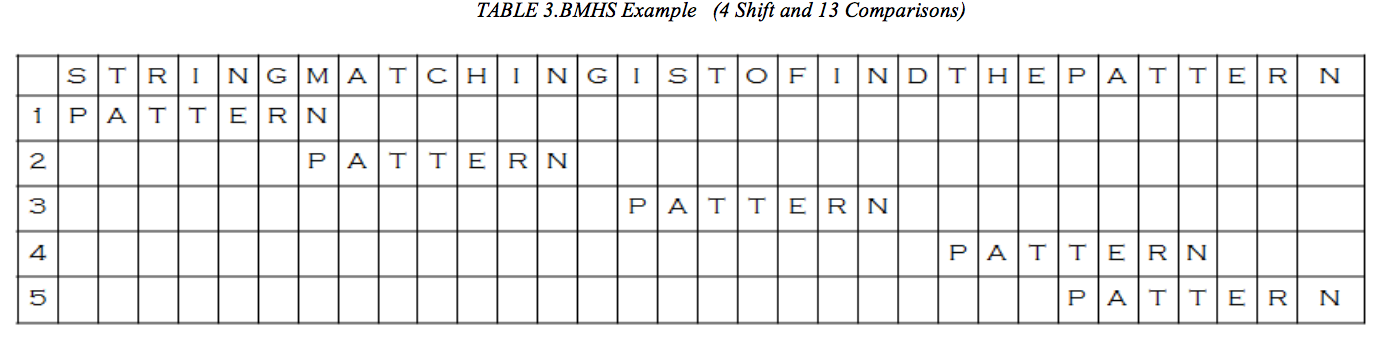 TABLE 3.BMHS Example (4 Shift and 13 Comparisons)
S T R I N G M A T C H I N G I S T O F I N D T H E P A T T E R N
1 P A T T E R N
2 P A T T E R N
3 P A T T E R N
4 P A T T E R N
5 P A T T E R N